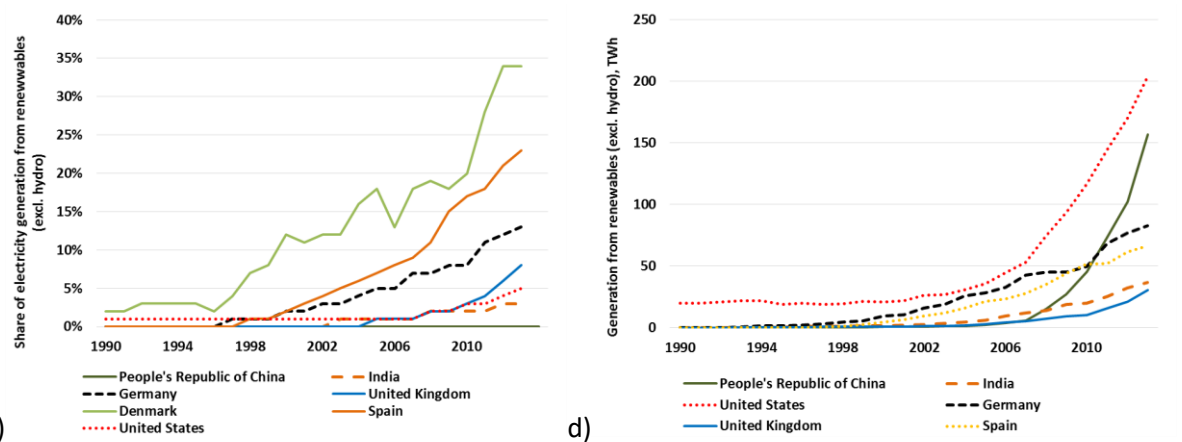 Share of electricity generation from renewwables
(excl. hydro)
40%
35%
30%
25%
20%
15%
10%
5%
0%
1990 1994 1998 2002 2006 2010
People's Republic of China India
Germany United Kingdom
Denmark Spain
United States
)
d)
Generation from renewables (excl. hydro), TWh
250
200
150
100
50
0
1990 1994 1998 2002 2006 2010
People's Republic of China India
United States Germany
United Kingdom Spain